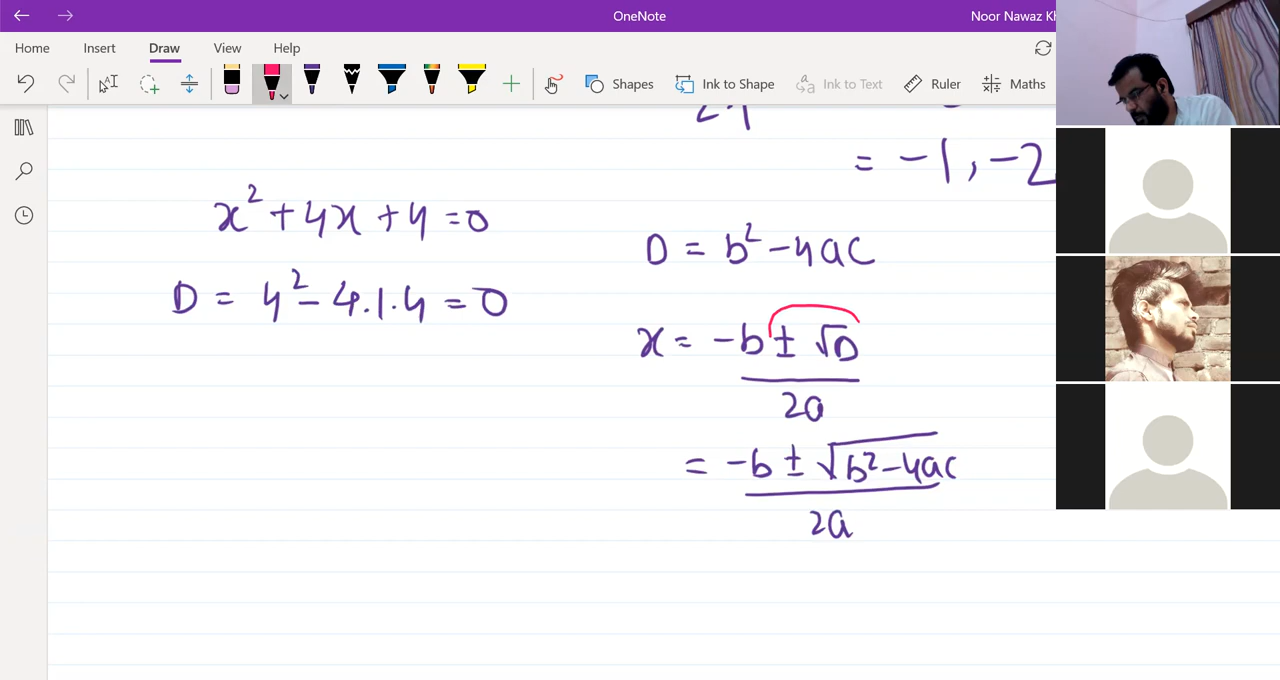 OneNote
Noor Nawaz Kh
Home Insert Draw View Help
Shapes Ink to Shape Ink to Text Ruler Maths
= -1, -2
x² + 4x + 4 = 0
D = b² - 4ac
D = 4² - 4.1.4 = 0
x = -b ± √D
2a
= -b ± √b² - 4ac
2a